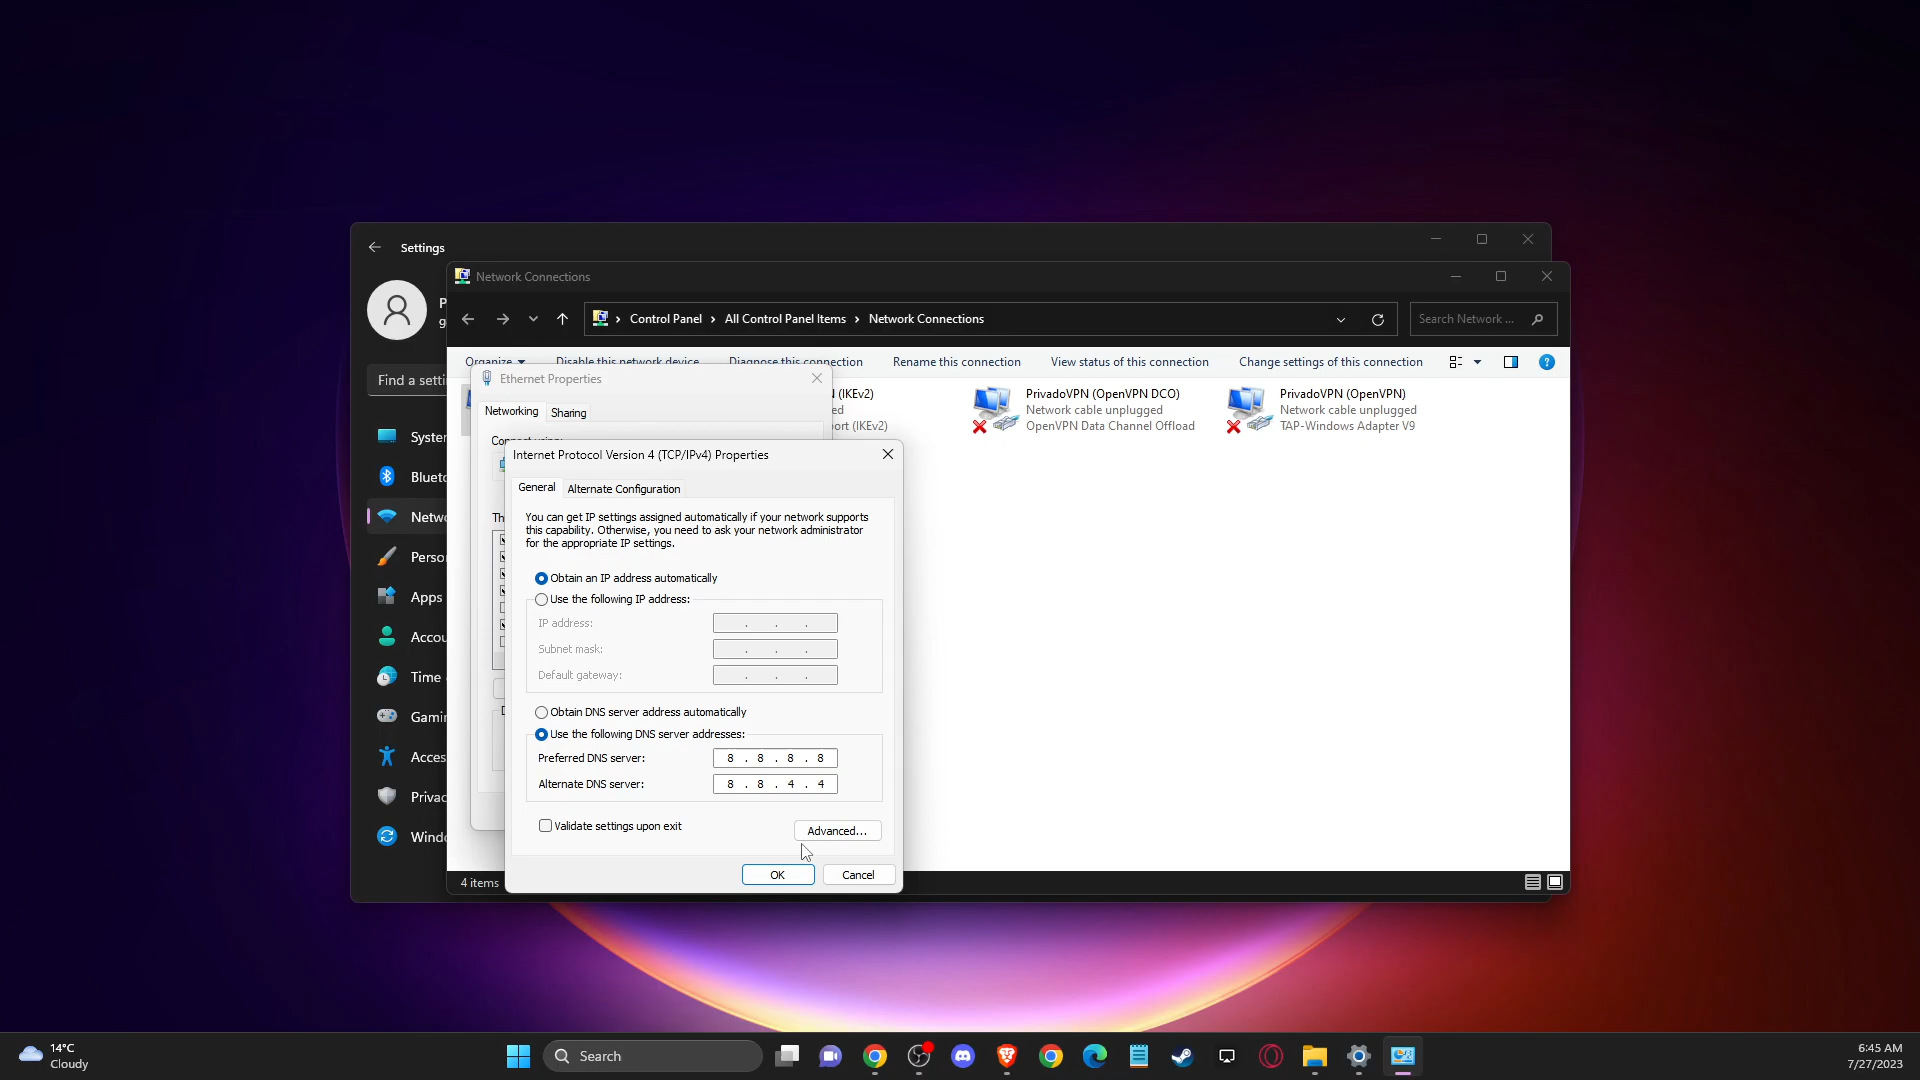 Settings
Network Connections
Control Panel > All Control Panel Items > Network Connections
Search Network ...
Organize
Disable this network device
Diagnose this connection
Rename this connection
View status of this connection
Change settings of this connection
Find a setti
System
Blueto
Netwo
Person
Apps
Accou
Time
Gamin
Acces
Privac
Windo
(IKEv2)
ort (IKEv2)
PrivadoVPN (OpenVPN DCO)
Network cable unplugged
OpenVPN Data Channel Offload
PrivadoVPN (OpenVPN)
Network cable unplugged
TAP-Windows Adapter V9
Ethernet Properties
Networking
Sharing
Connect using:
Th
Internet Protocol Version 4 (TCP/IPv4) Properties
General
Alternate Configuration
You can get IP settings assigned automatically if your network supports
this capability. Otherwise, you need to ask your network administrator
for the appropriate IP settings.
Obtain an IP address automatically
Use the following IP address:
IP address: . . .
Subnet mask: . . .
Default gateway: . . .
Obtain DNS server address automatically
Use the following DNS server addresses:
Preferred DNS server: 8 . 8 . 8 . 8
Alternate DNS server: 8 . 8 . 4 . 4
Validate settings upon exit
Advanced...
OK
Cancel
4 items
14°C
Cloudy
Search
6:45 AM
7/27/2023